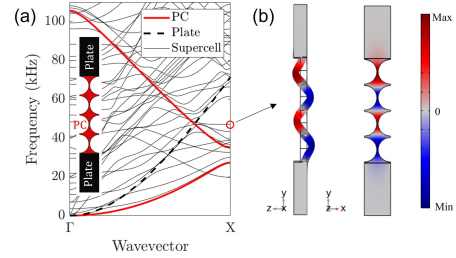 (a)
Frequency (kHz)
100
80
60
40
20
0
Γ
X
Wavevector
PC
Plate
Supercell
Plate
PC
Plate
(b)
y
z
x
y
z
x
Max
0
Min